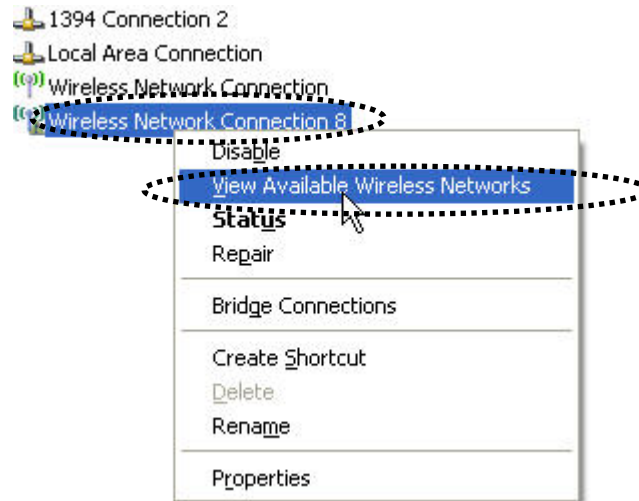 1394 Connection 2
Local Area Connection
Wireless Network Connection
Wireless Network Connection 8
Disable
View Available Wireless Networks
Status
Repair
Bridge Connections
Create Shortcut
Delete
Rename
Properties